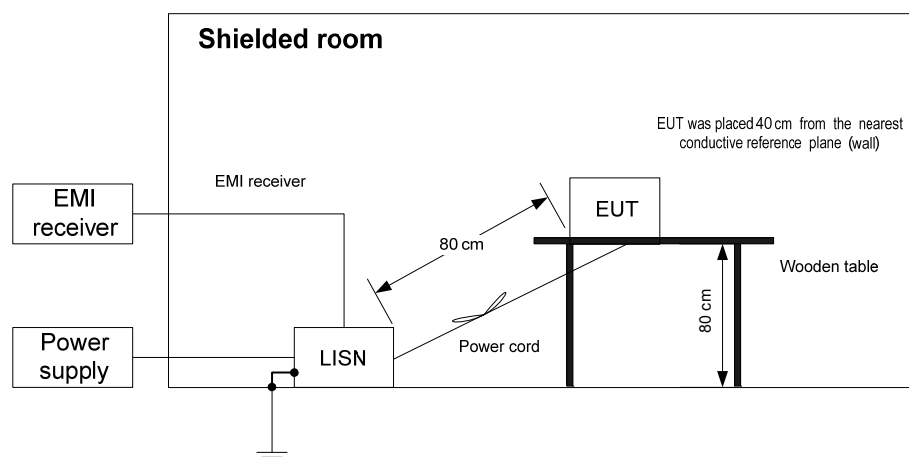 Shielded room
EUT was placed 40 cm from the nearest
conductive reference plane (wall)
EMI receiver
EMI
receiver
EUT
80 cm
Wooden table
80 cm
Power
supply
LISN
Power cord